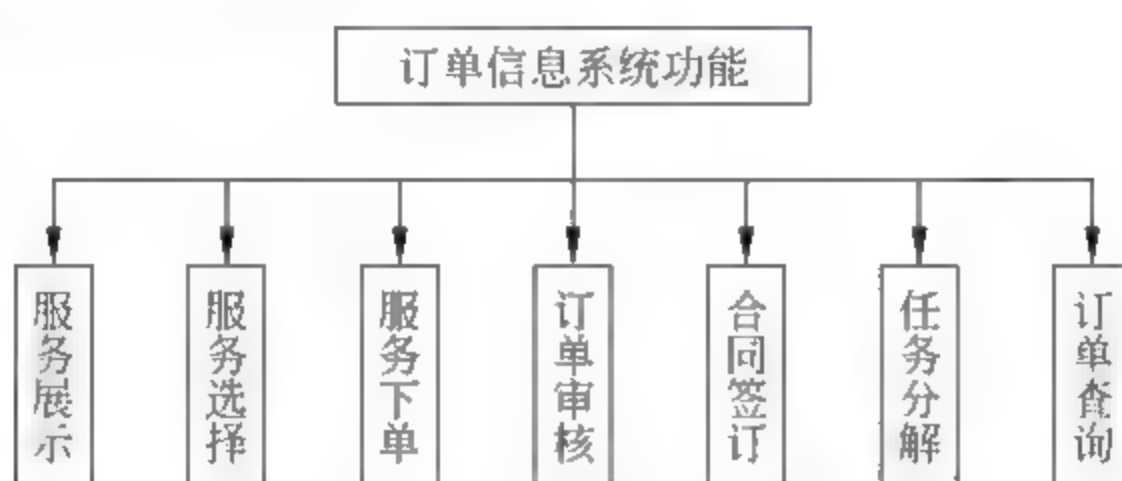 订单信息系统功能
服务展示
服务选择
服务下单
订单审核
合同签订
任务分解
订单查询